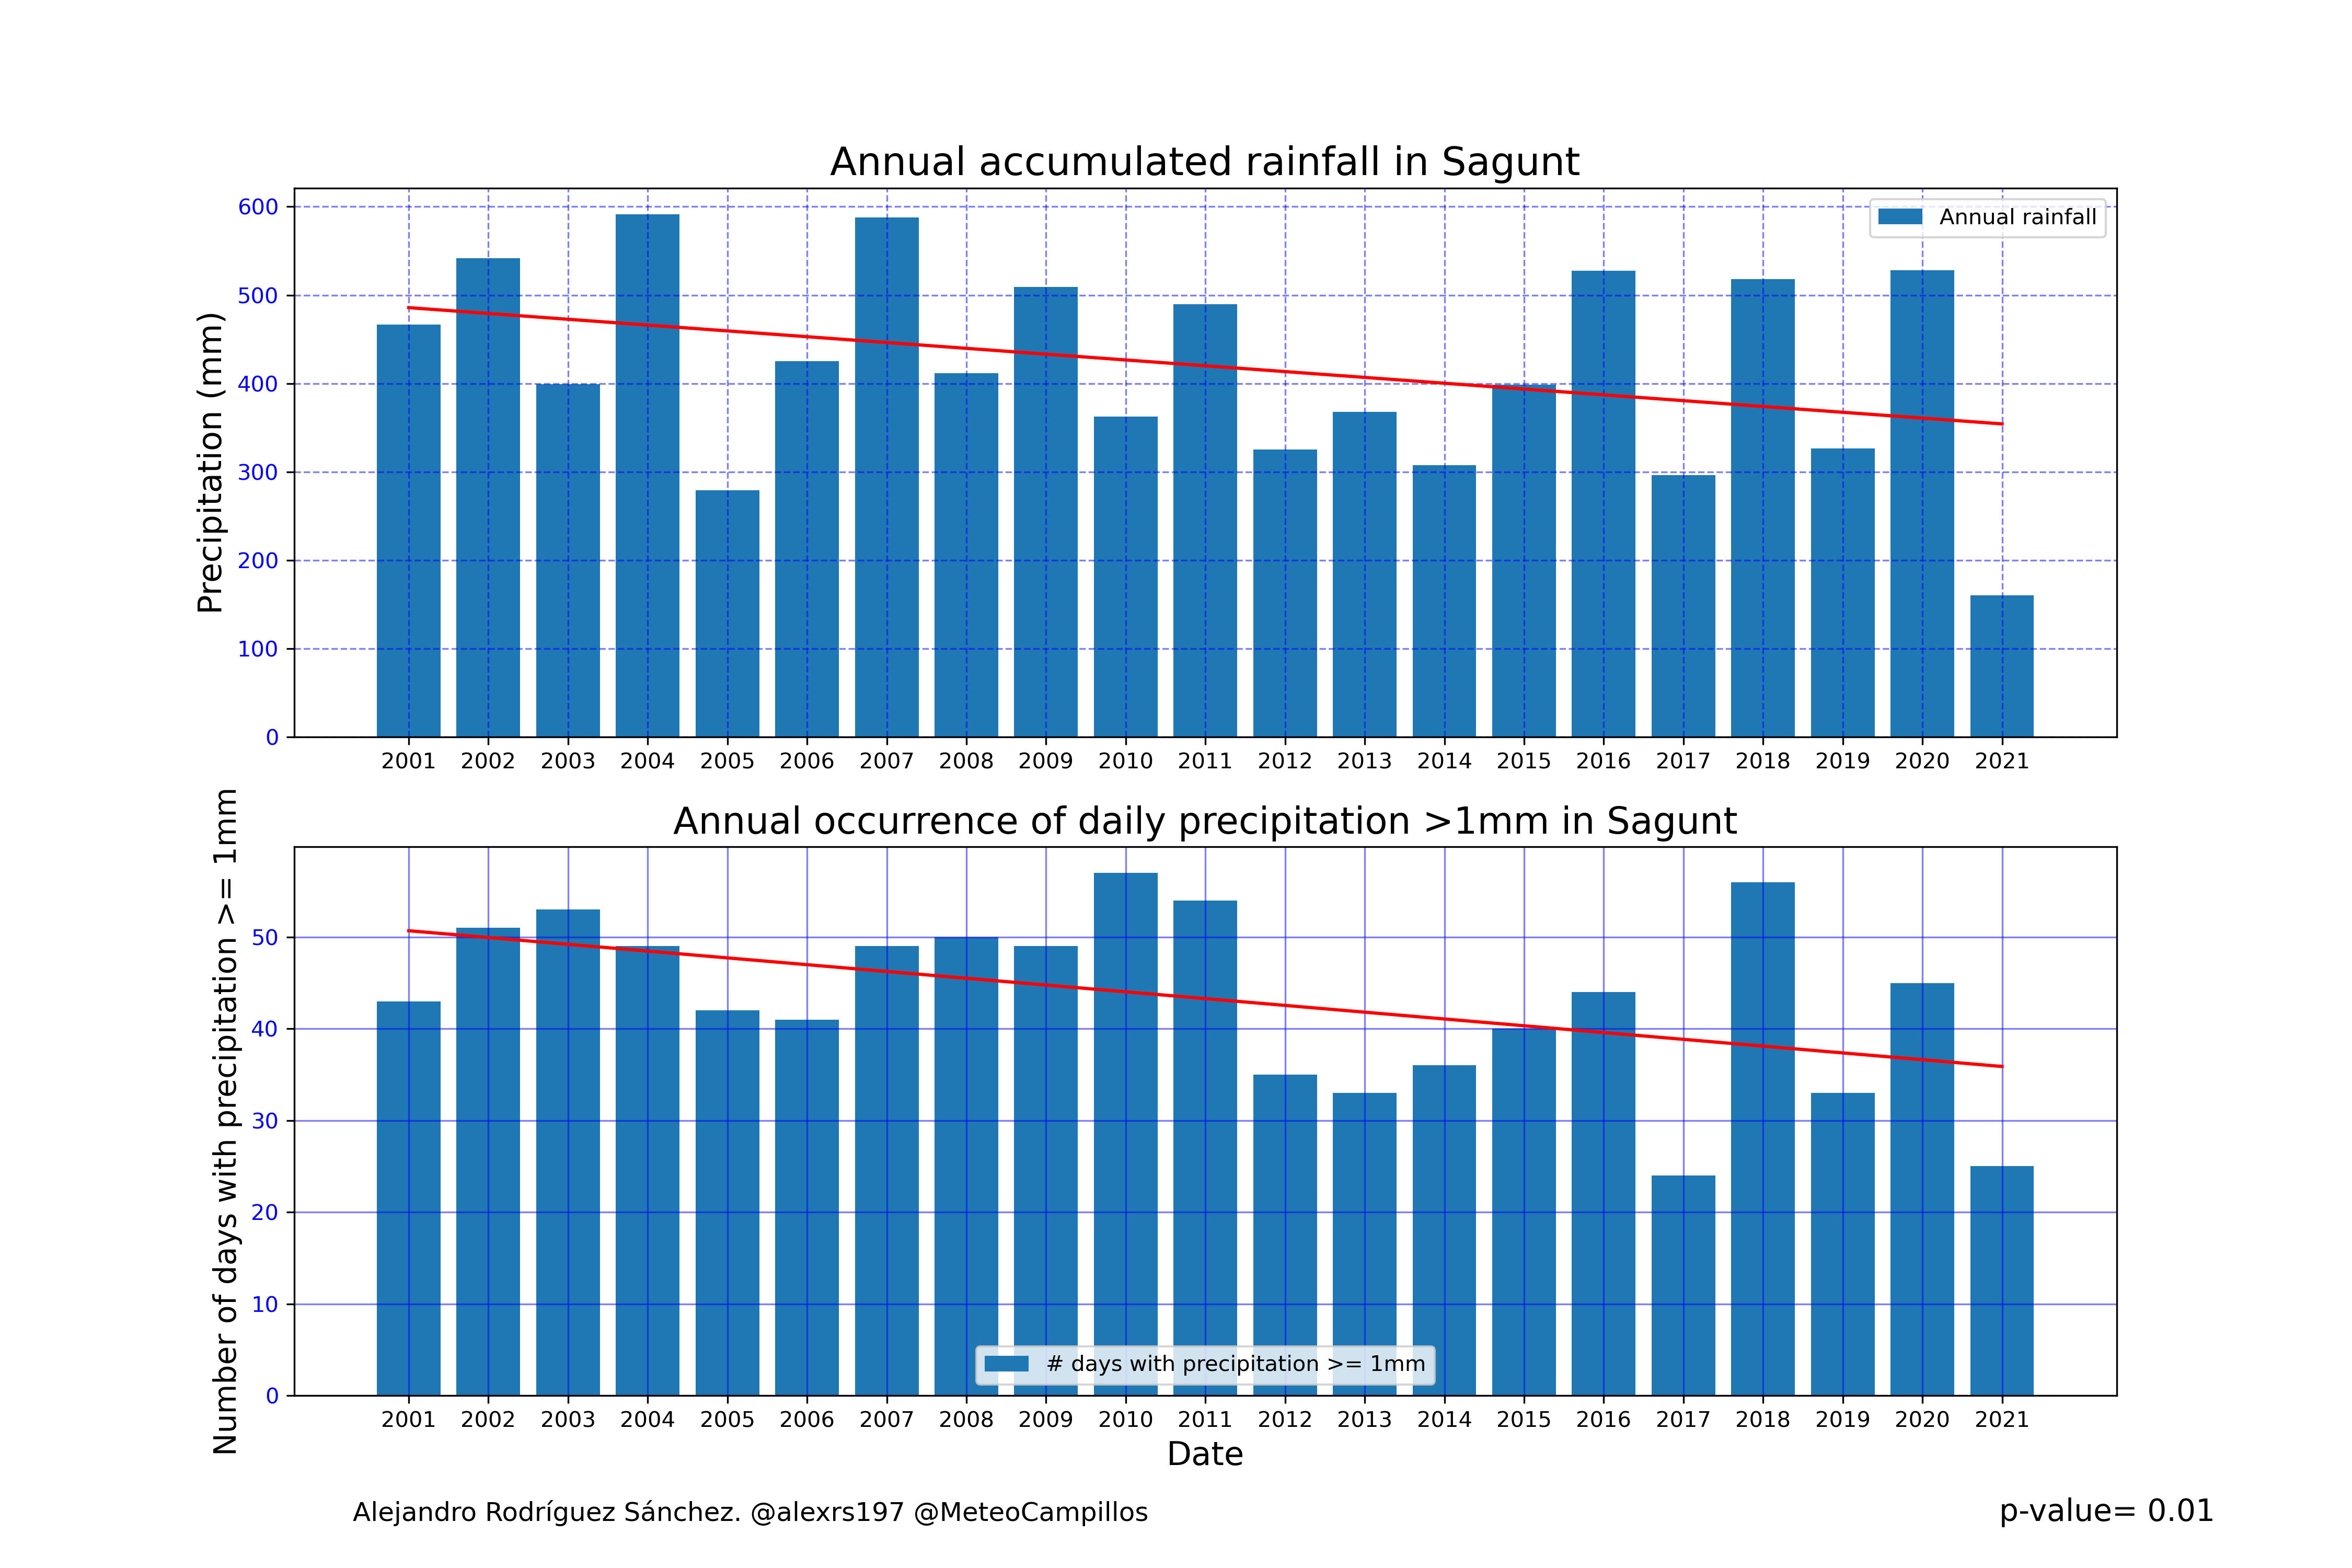 Annual accumulated rainfall in Sagunt
Precipitation (mm)
600
500
400
300
200
100
0
Annual rainfall
2001 2002 2003 2004 2005 2006 2007 2008 2009 2010 2011 2012 2013 2014 2015 2016 2017 2018 2019 2020 2021
Annual occurrence of daily precipitation >1mm in Sagunt
Number of days with precipitation >= 1mm
50
40
30
20
10
0
# days with precipitation >= 1mm
2001 2002 2003 2004 2005 2006 2007 2008 2009 2010 2011 2012 2013 2014 2015 2016 2017 2018 2019 2020 2021
Date
Alejandro Rodríguez Sánchez. @alexrs197 @MeteoCampillos
p-value= 0.01